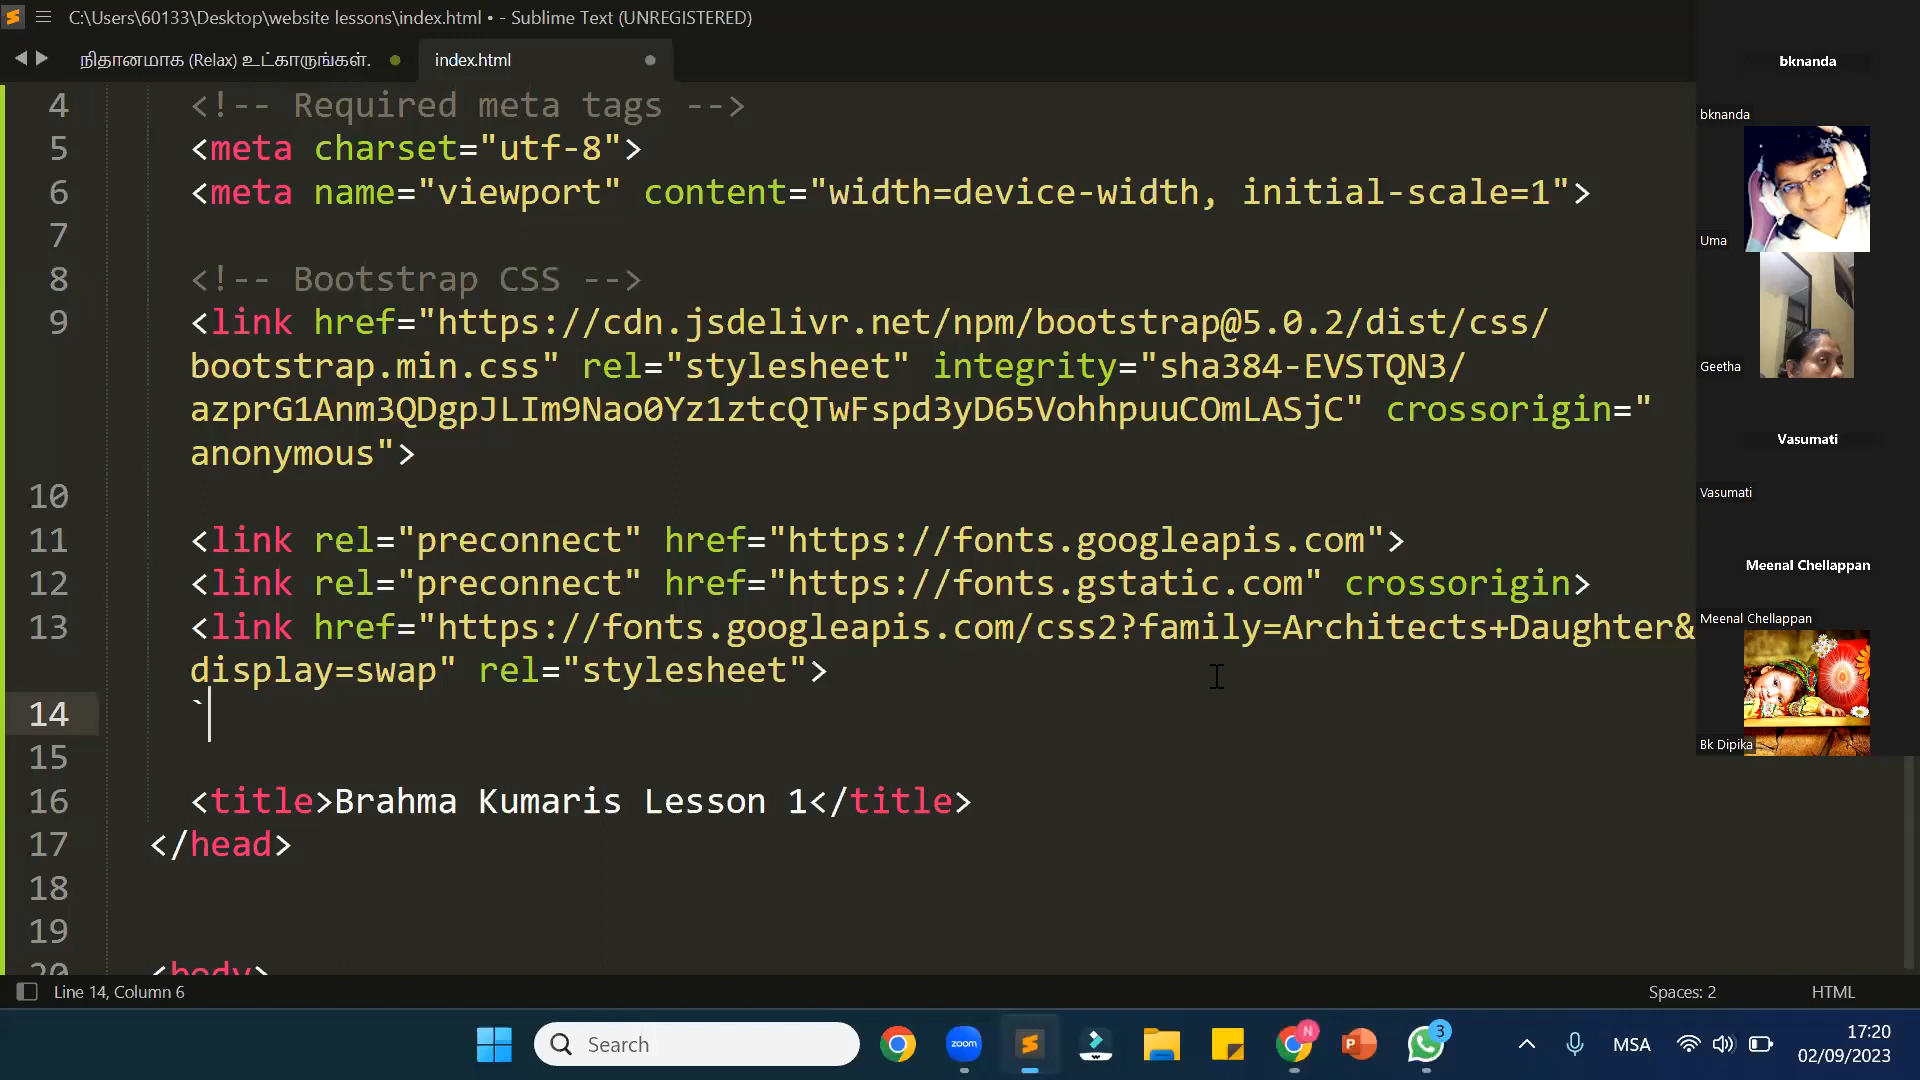 C:\Users\60133\Desktop\website lessons\index.html • - Sublime Text (UNREGISTERED)
நிதானமாக (Relax) உட்காருங்கள்.
index.html
4 <!-- Required meta tags -->
5 <meta charset="utf-8">
6 <meta name="viewport" content="width=device-width, initial-scale=1">
7
8 <!-- Bootstrap CSS -->
9 <link href="https://cdn.jsdelivr.net/npm/bootstrap@5.0.2/dist/css/
bootstrap.min.css" rel="stylesheet" integrity="sha384-EVSTQN3/
azprG1Anm3QDgpJLIm9Nao0Yz1ztcQTwFspd3yD65VohhpuuCOmLASjC" crossorigin="
anonymous">
10
11 <link rel="preconnect" href="https://fonts.googleapis.com">
12 <link rel="preconnect" href="https://fonts.gstatic.com" crossorigin>
13 <link href="https://fonts.googleapis.com/css2?family=Architects+Daughter&
display=swap" rel="stylesheet">
14 `
15
16 <title>Brahma Kumaris Lesson 1</title>
17 </head>
18
19
20 <body>
bknanda
bknanda
Uma
Geetha
Vasumati
Vasumati
Meenal Chellappan
Meenal Chellappan
Bk Dipika
Line 14, Column 6
Spaces: 2
HTML
Search
zoom
N
3
MSA
17:20
02/09/2023